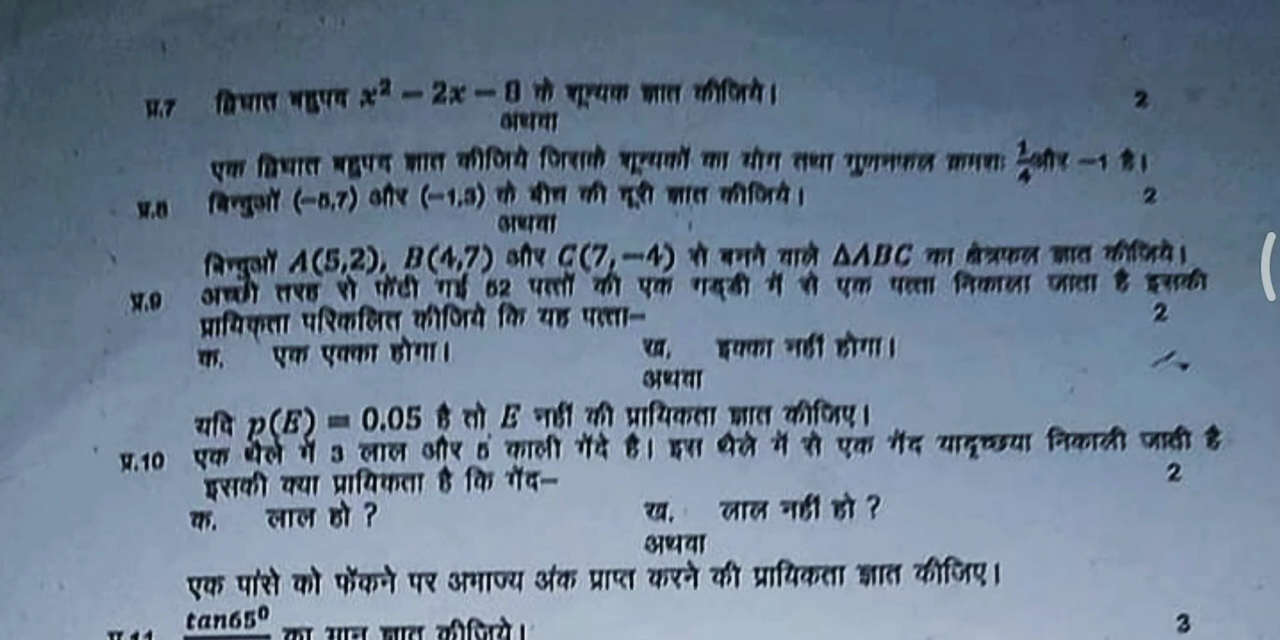 प्र.7 द्विघात बहुपद x² − 2x − 8 के शून्यक ज्ञात कीजिये। 2
अथवा
एक द्विघात बहुपद ज्ञात कीजिये जिसके शून्यकों का योग तथा गुणनफल क्रमशः 1/4 और −1 है।
प्र.8 बिन्दुओं (−5,7) और (−1,3) के बीच की दूरी ज्ञात कीजिये। 2
अथवा
बिन्दुओं A(5,2), B(4,7) और C(7,−4) से बनने वाले ΔABC का क्षेत्रफल ज्ञात कीजिये।
प्र.9 अच्छी तरह से फेंटी गई 52 पत्तों की एक गड्डी में से एक पत्ता निकाला जाता है इसकी
प्रायिकता परिकलित कीजिये कि यह पत्ता− 2
क. एक एक्का होगा। ख. इक्का नहीं होगा।
अथवा
यदि p(E) = 0.05 है तो E नहीं की प्रायिकता ज्ञात कीजिए।
प्र.10 एक थैले में 3 लाल और 5 काली गेंदे है। इस थैले में से एक गेंद यादृच्छया निकाली जाती है
इसकी क्या प्रायिकता है कि गेंद− 2
क. लाल हो ? ख. लाल नहीं हो ?
अथवा
एक पांसे को फेंकने पर अभाज्य अंक प्राप्त करने की प्रायिकता ज्ञात कीजिए।
प्र.11 tan65⁰ का मान ज्ञात कीजिये। 3